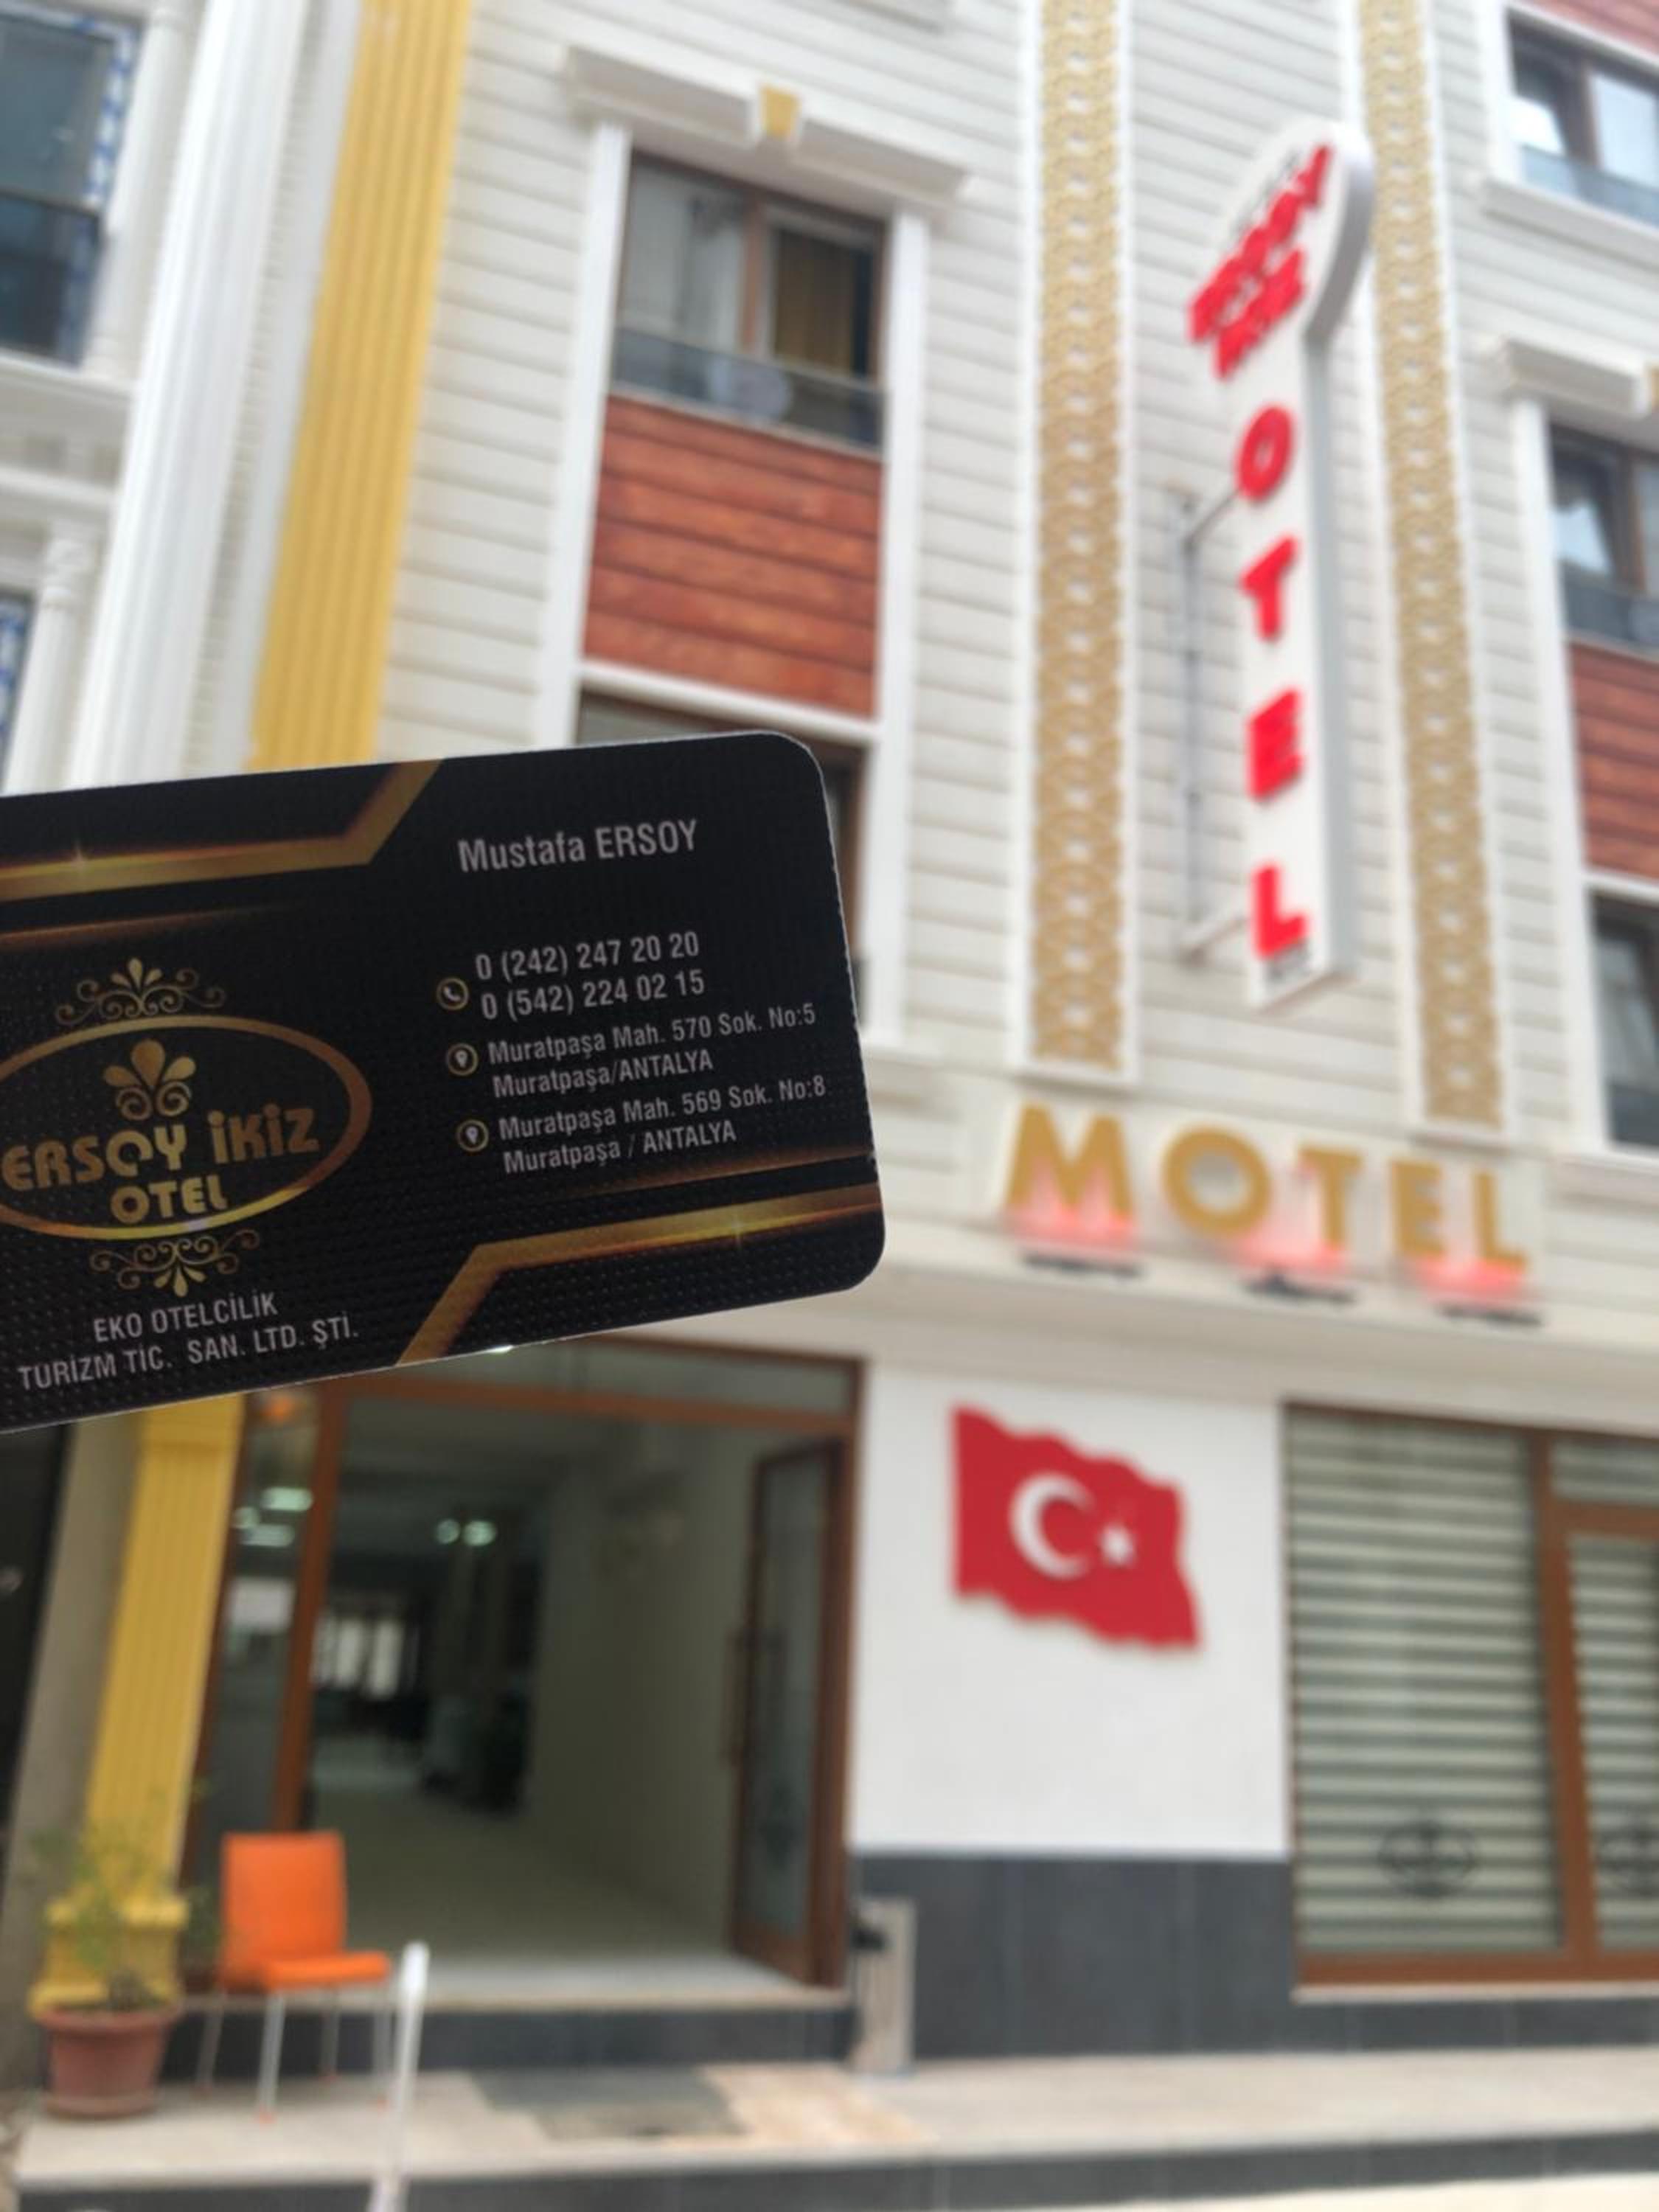 Mustafa ERSOY
0 (242) 247 20 20
0 (542) 224 02 15
Muratpaşa Mah. 570 Sok. No:5
Muratpaşa/ANTALYA
Muratpaşa Mah. 569 Sok. No:8
Muratpaşa / ANTALYA
ERSOY İKİZ
OTEL
EKO OTELCİLİK
TURİZM TİC. SAN. LTD. ŞTİ.
OTEL
MOTEL